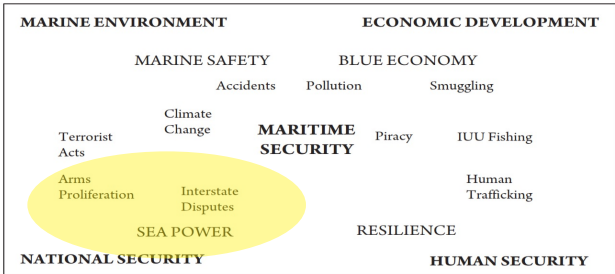 MARINE ENVIRONMENT
ECONOMIC DEVELOPMENT
MARINE SAFETY
BLUE ECONOMY
Accidents
Pollution
Smuggling
Climate
Change
Terrorist
Acts
MARITIME
SECURITY
Piracy
IUU Fishing
Arms
Proliferation
Interstate
Disputes
Human
Trafficking
SEA POWER
RESILIENCE
NATIONAL SECURITY
HUMAN SECURITY